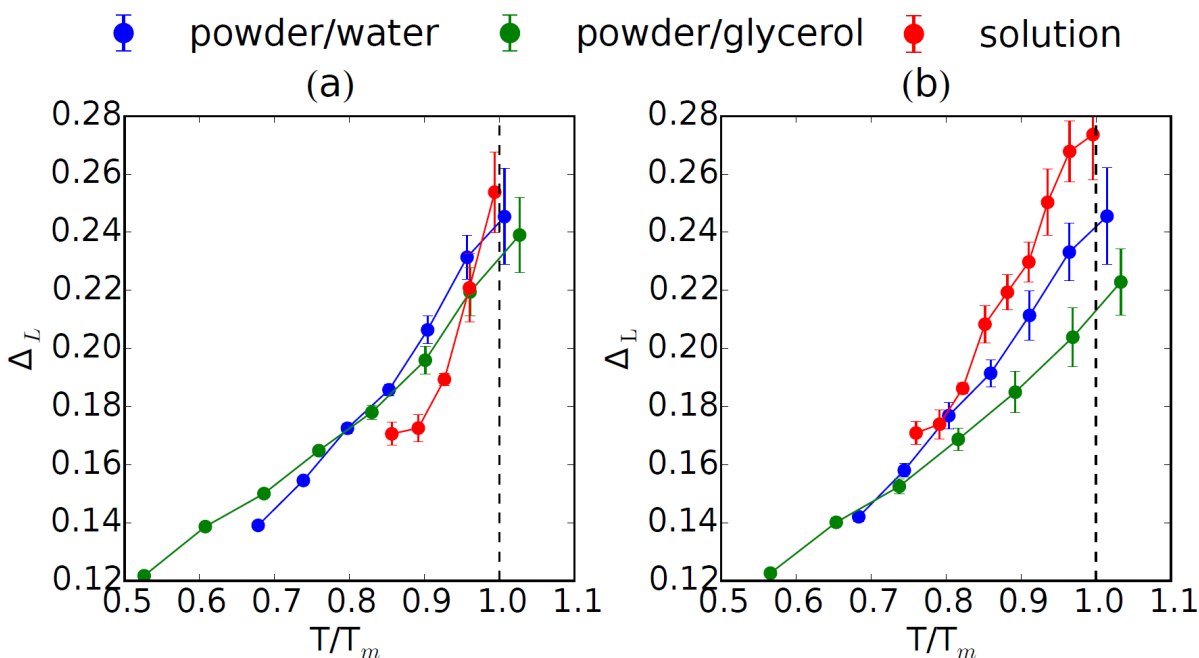 powder/water powder/glycerol solution
(a) (b)
0.28 0.28
0.26 0.26
0.24 0.24
0.22 0.22
0.20 0.20
0.18 0.18
0.16 0.16
0.14 0.14
0.12 0.12
Δ_L Δ_L
0.5 0.6 0.7 0.8 0.9 1.0 1.1 0.5 0.6 0.7 0.8 0.9 1.0 1.1
T/T_m T/T_m